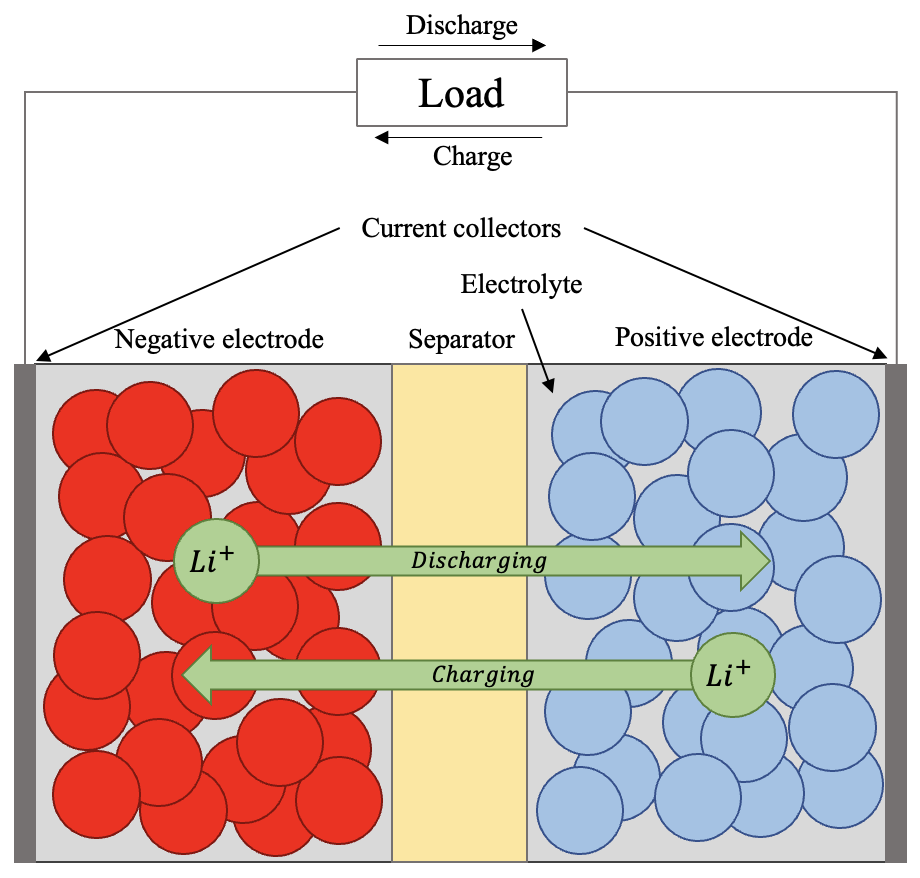 Discharge
Load
Charge
Current collectors
Electrolyte
Negative electrode
Separator
Positive electrode
Li⁺
Discharging
Charging
Li⁺